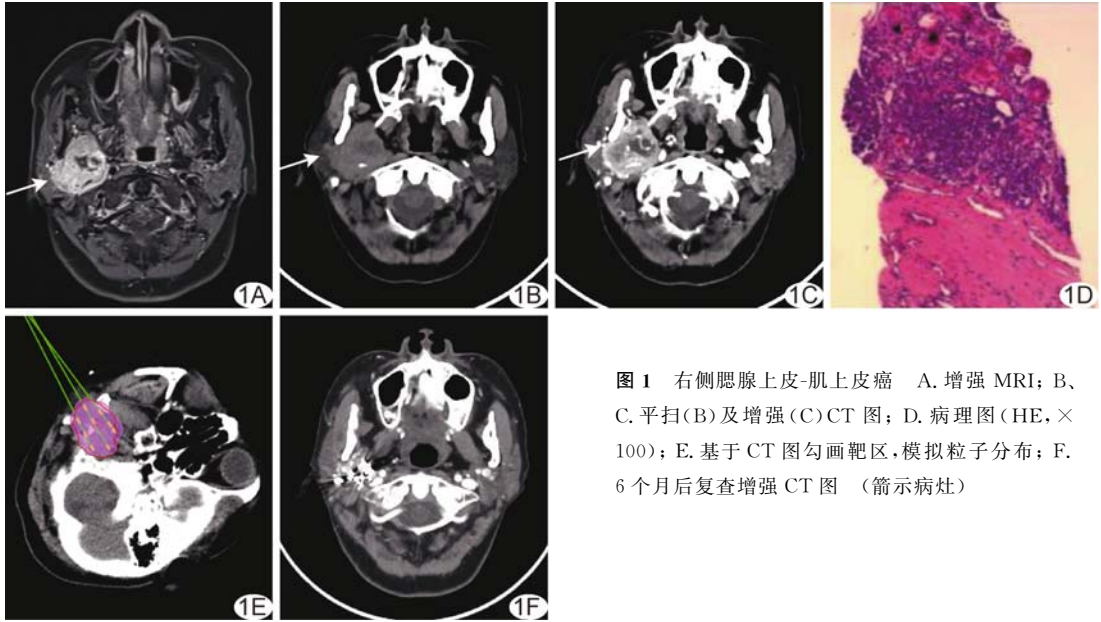 1A
1B
1C
1D
1E
1F
图 1 右侧腮腺上皮-肌上皮癌 A. 增强 MRI; B、
C. 平扫(B)及增强(C)CT 图; D. 病理图(HE, ×
100); E. 基于 CT 图勾画靶区,模拟粒子分布; F.
6 个月后复查增强 CT 图 (箭示病灶)